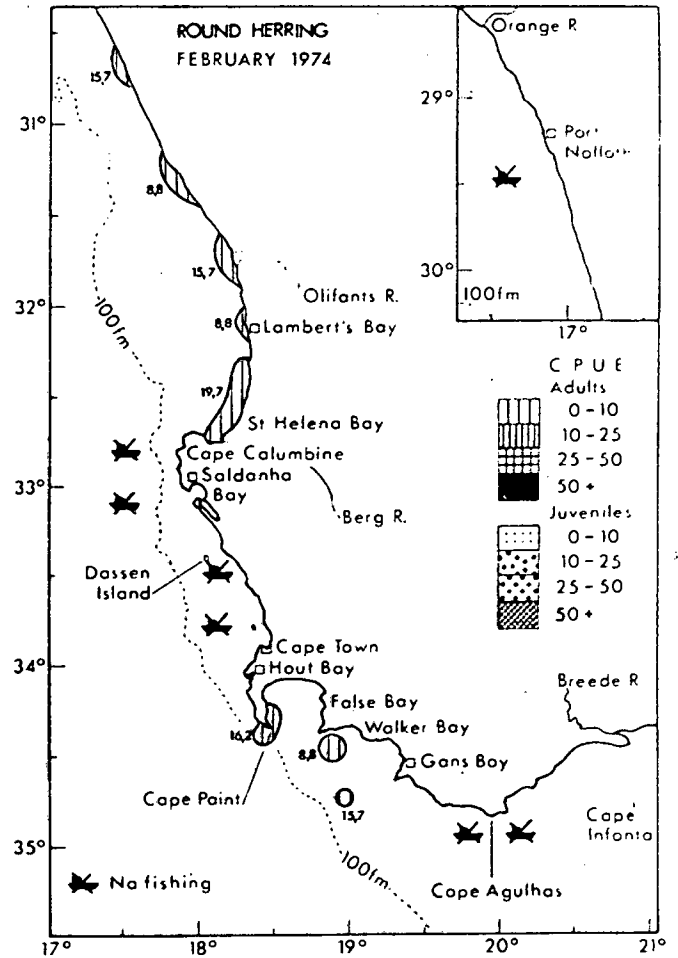 ROUND HERRING
FEBRUARY 1974
Orange R.
29°
Port
Nolloth
30°
100fm
17°
15,7
31°
8,8
15,7
Olifants R.
32°
100fm
8,8
Lambert's Bay
19,7
St Helena Bay
Cape Calumbine
Saldanha
Bay
33°
Berg R.
Dassen
Island
Cape Town
34°
Hout Bay
False Bay
Breede R
Walker Bay
16,2
8,8
Gans Bay
Cape Paint
15,7
Cape
Infanta
35°
100fm
Cape Agulhas
Na fishing
17°
18°
19°
20°
21°
C P U E
Adults
0-10
10-25
25-50
50+
Juveniles
0-10
10-25
25-50
50+